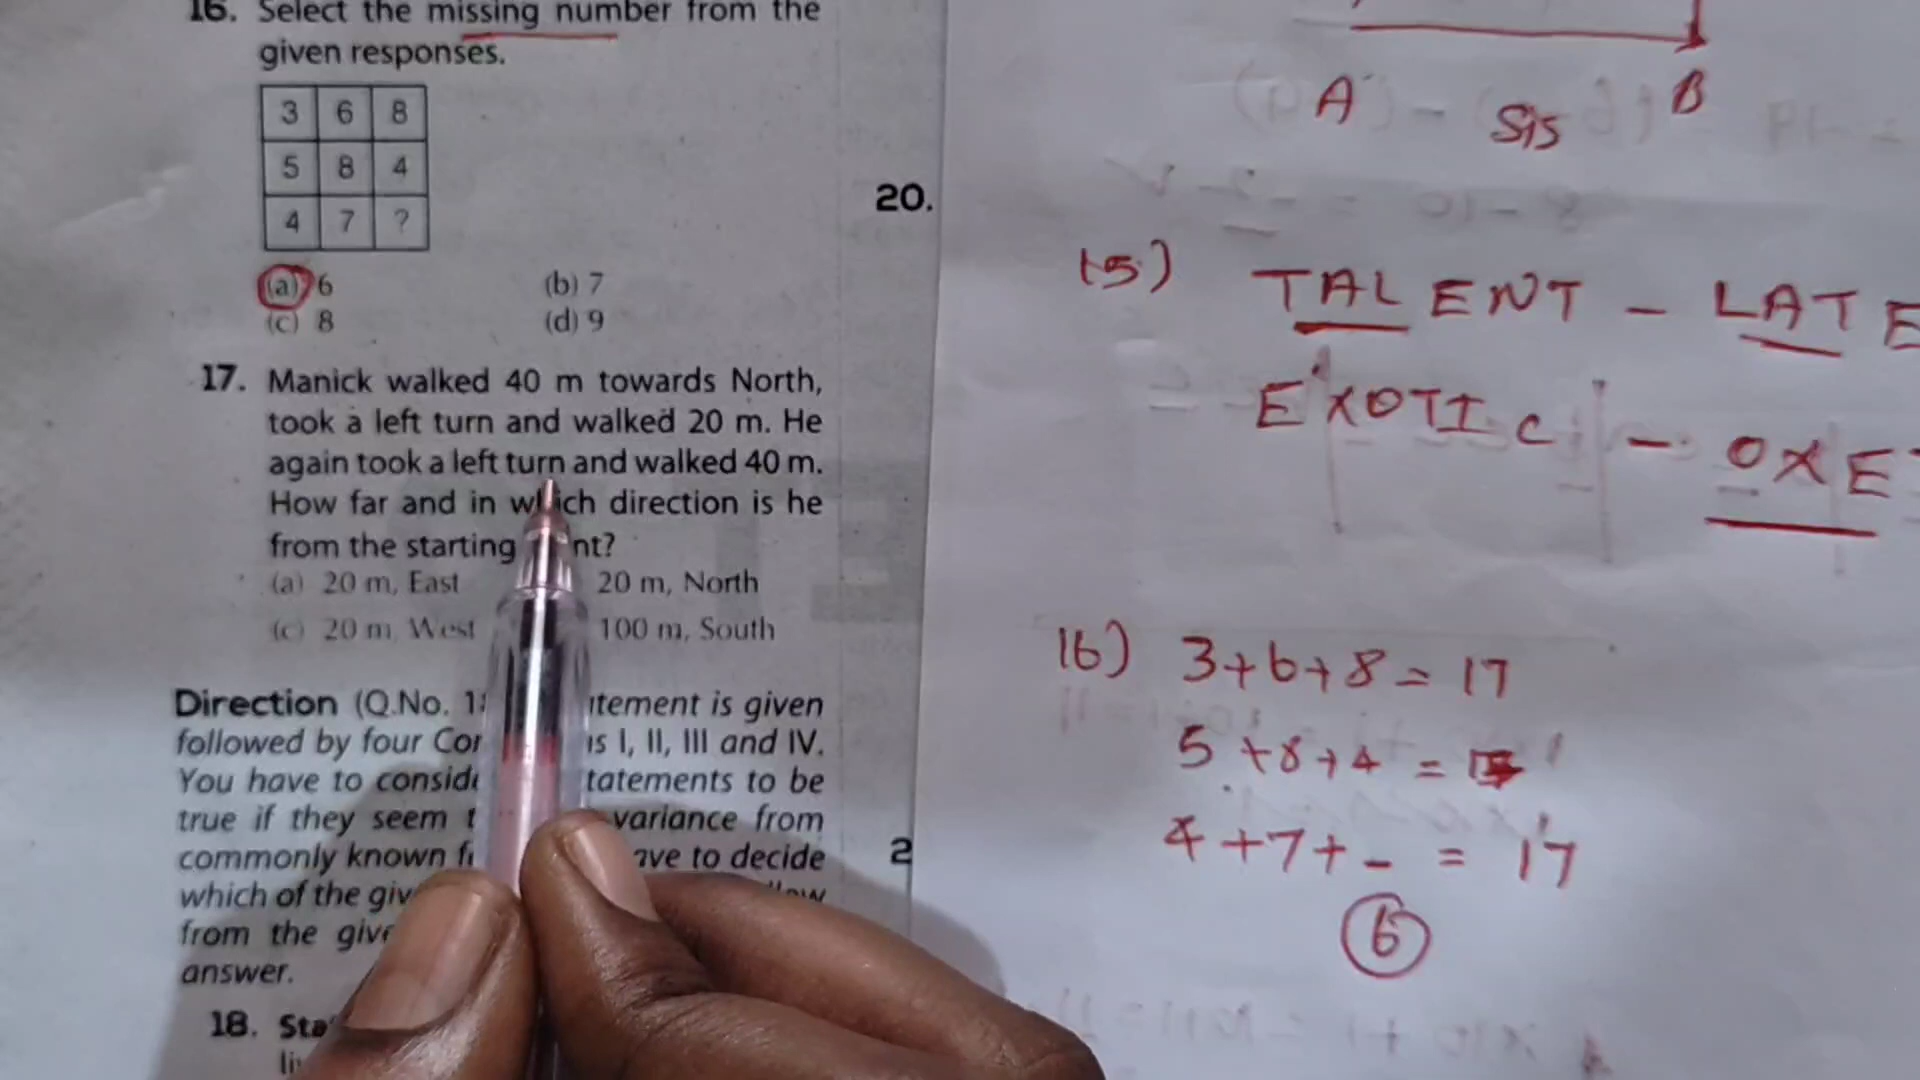 16. Select the missing number from the
given responses.
3 6 8
5 8 4
4 7 ?
(a) 6 (b) 7
(c) 8 (d) 9
17. Manick walked 40 m towards North,
took a left turn and walked 20 m. He
again took a left turn and walked 40 m.
How far and in which direction is he
from the starting nt?
(a) 20 m, East 20 m, North
(c) 20 m, West 100 m, South
Direction (Q.No. 1 tement is given
followed by four Cor is I, II, III and IV.
You have to conside tatements to be
true if they seem t variance from
commonly known f ave to decide
which of the giv
from the give
answer.
18. Sta
20.
2
A - Sis B
15) TALENT - LATE
EXOTIC - OXE
16) 3+6+8=17
5+8+4=
4+7+_=17
6